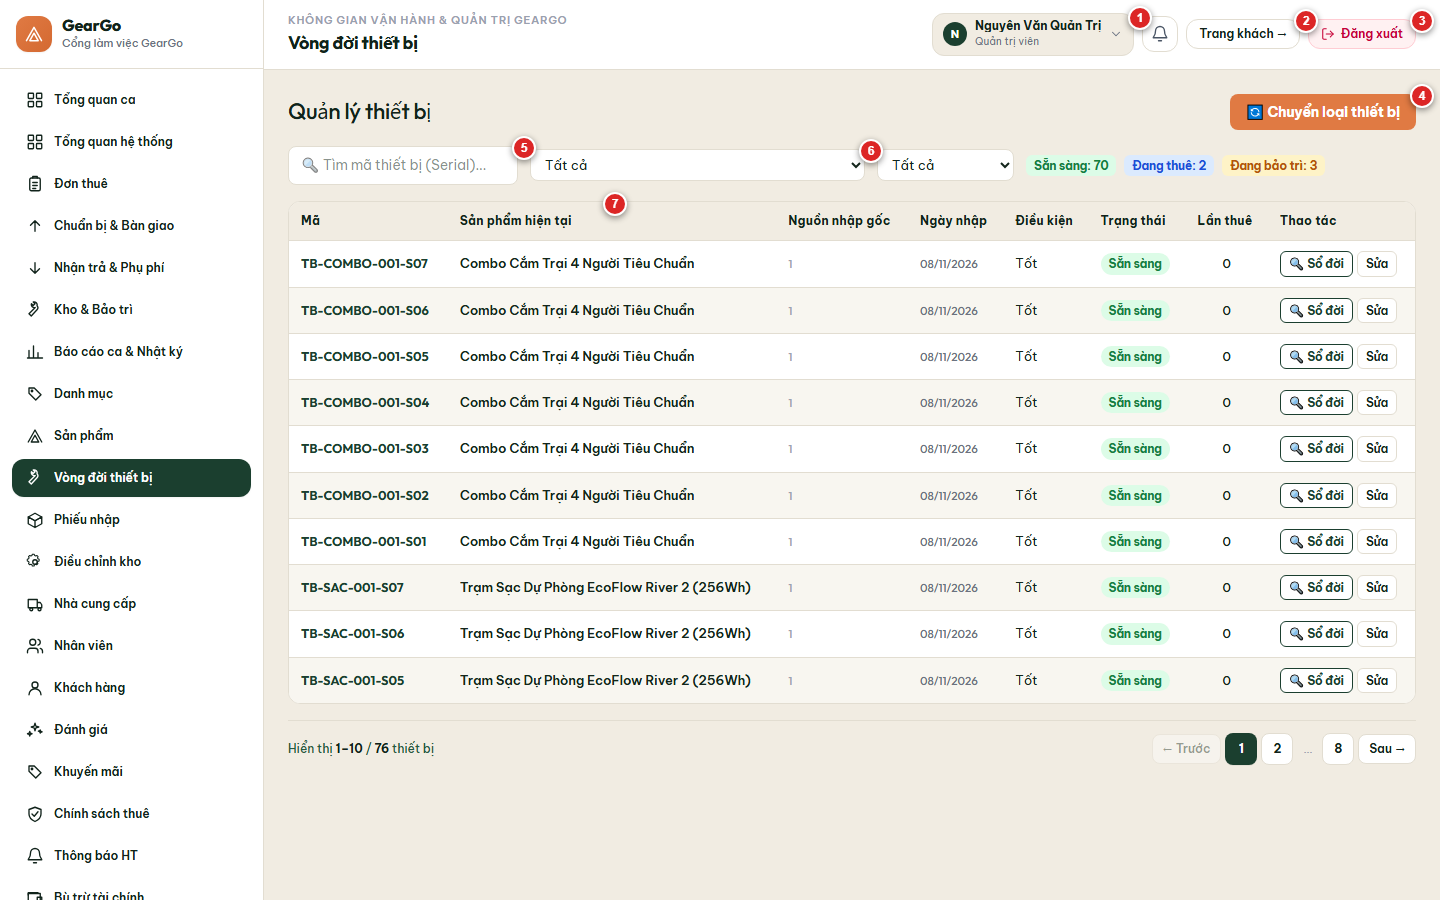 GearGo
Cổng làm việc GearGo
Tổng quan ca
Tổng quan hệ thống
Đơn thuê
Chuẩn bị & Bàn giao
Nhận trả & Phụ phí
Kho & Bảo trì
Báo cáo ca & Nhật ký
Danh mục
Sản phẩm
Vòng đời thiết bị
Phiếu nhập
Điều chỉnh kho
Nhà cung cấp
Nhân viên
Khách hàng
Đánh giá
Khuyến mãi
Chính sách thuê
Thông báo HT
Bù trừ tài chính
KHÔNG GIAN VẬN HÀNH & QUẢN TRỊ GEARGO
Vòng đời thiết bị
N
Nguyễn Văn Quản Trị
Quản trị viên
1
Trang khách →
2
Đăng xuất
3
Quản lý thiết bị
Chuyển loại thiết bị
4
Tìm mã thiết bị (Serial)...
5
Tất cả
6
Tất cả
Sẵn sàng: 70
Đang thuê: 2
Đang bảo trì: 3
7
Mã Sản phẩm hiện tại Nguồn nhập gốc Ngày nhập Điều kiện Trạng thái Lần thuê Thao tác
TB-COMBO-001-S07 Combo Cắm Trại 4 Người Tiêu Chuẩn 1 08/11/2026 Tốt Sẵn sàng 0 Sổ đời Sửa
TB-COMBO-001-S06 Combo Cắm Trại 4 Người Tiêu Chuẩn 1 08/11/2026 Tốt Sẵn sàng 0 Sổ đời Sửa
TB-COMBO-001-S05 Combo Cắm Trại 4 Người Tiêu Chuẩn 1 08/11/2026 Tốt Sẵn sàng 0 Sổ đời Sửa
TB-COMBO-001-S04 Combo Cắm Trại 4 Người Tiêu Chuẩn 1 08/11/2026 Tốt Sẵn sàng 0 Sổ đời Sửa
TB-COMBO-001-S03 Combo Cắm Trại 4 Người Tiêu Chuẩn 1 08/11/2026 Tốt Sẵn sàng 0 Sổ đời Sửa
TB-COMBO-001-S02 Combo Cắm Trại 4 Người Tiêu Chuẩn 1 08/11/2026 Tốt Sẵn sàng 0 Sổ đời Sửa
TB-COMBO-001-S01 Combo Cắm Trại 4 Người Tiêu Chuẩn 1 08/11/2026 Tốt Sẵn sàng 0 Sổ đời Sửa
TB-SAC-001-S07 Trạm Sạc Dự Phòng EcoFlow River 2 (256Wh) 1 08/11/2026 Tốt Sẵn sàng 0 Sổ đời Sửa
TB-SAC-001-S06 Trạm Sạc Dự Phòng EcoFlow River 2 (256Wh) 1 08/11/2026 Tốt Sẵn sàng 0 Sổ đời Sửa
TB-SAC-001-S05 Trạm Sạc Dự Phòng EcoFlow River 2 (256Wh) 1 08/11/2026 Tốt Sẵn sàng 0 Sổ đời Sửa
Hiển thị 1–10 / 76 thiết bị
← Trước 1 2 ... 8 Sau →